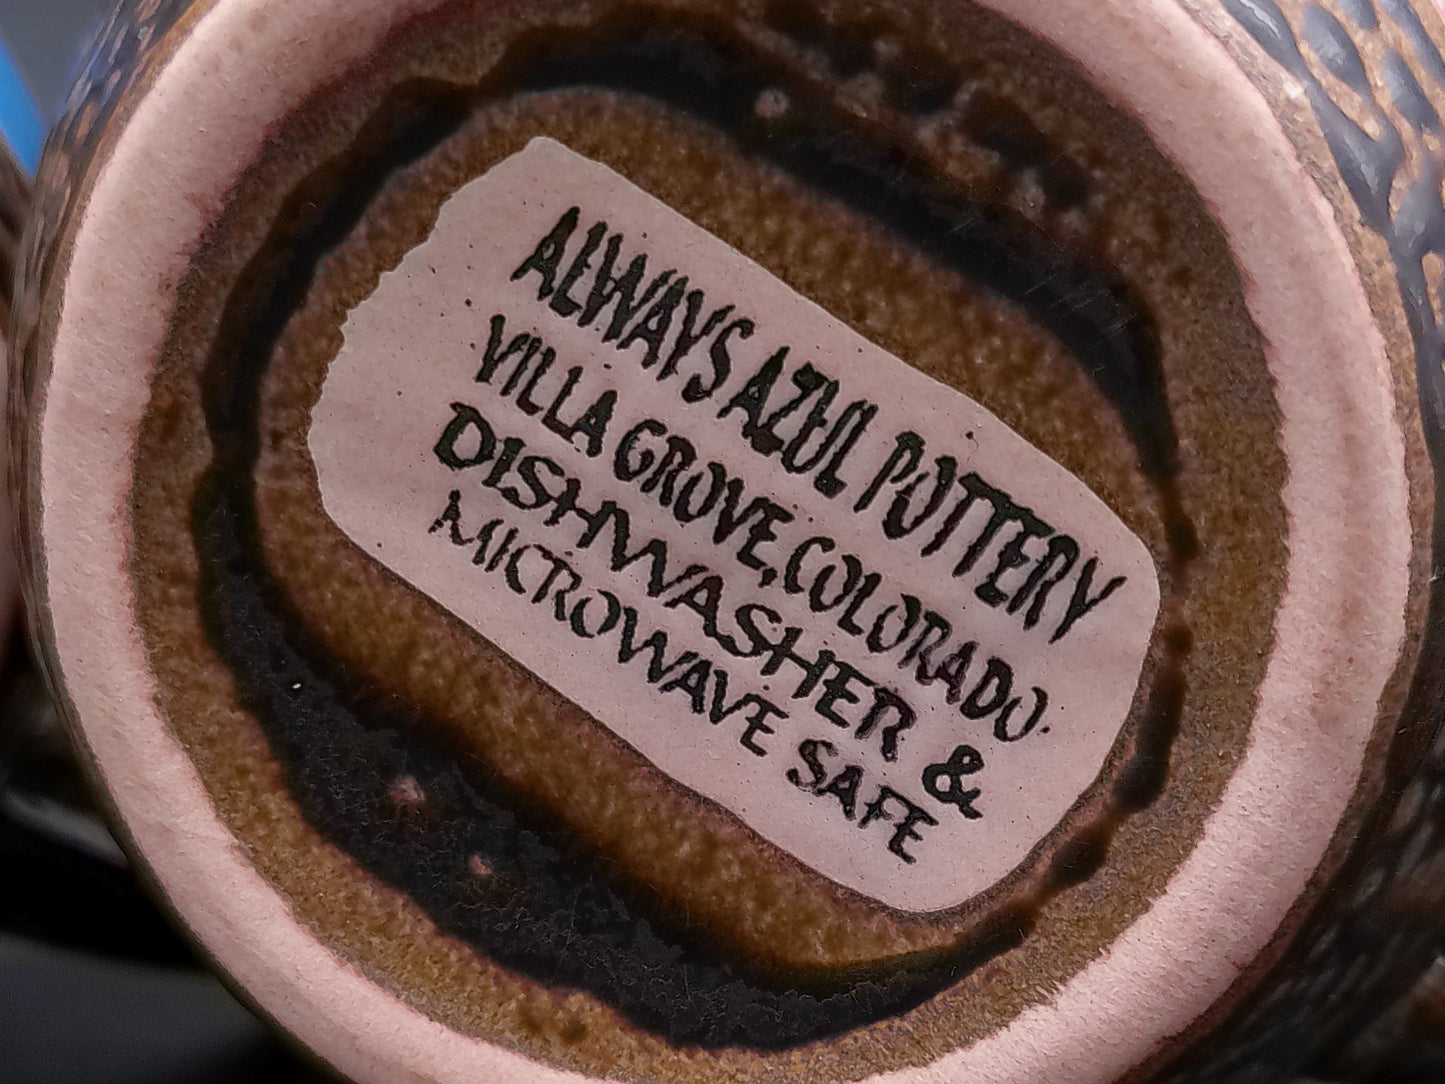 ALWAYS AZUL POTTERY
VILLA GROVE, COLORADO
DISHWASHER &
MICROWAVE SAFE